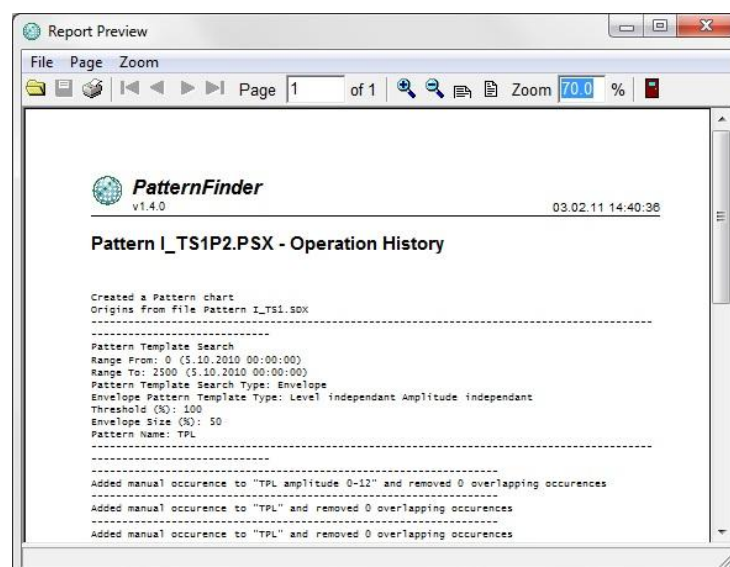 Report Preview
File Page Zoom
Page 1 of 1 Zoom 70.0 %
PatternFinder
v1.4.0 03.02.11 14:40:36
Pattern I_TS1P2.PSX - Operation History
Created a Pattern chart
Origins from file Pattern I_TS1.SDX
Pattern Template Search
Range From: 0 (5.10.2010 00:00:00)
Range To: 2500 (5.10.2010 00:00:00)
Pattern Template Search Type: Envelope
Envelope Pattern Template Type: Level independant Amplitude independant
Threshold (%): 100
Envelope Size (%): 50
Pattern Name: TPL
Added manual occurence to "TPL amplitude 0-12" and removed 0 overlapping occurences
Added manual occurence to "TPL" and removed 0 overlapping occurences
Added manual occurence to "TPL" and removed 0 overlapping occurences